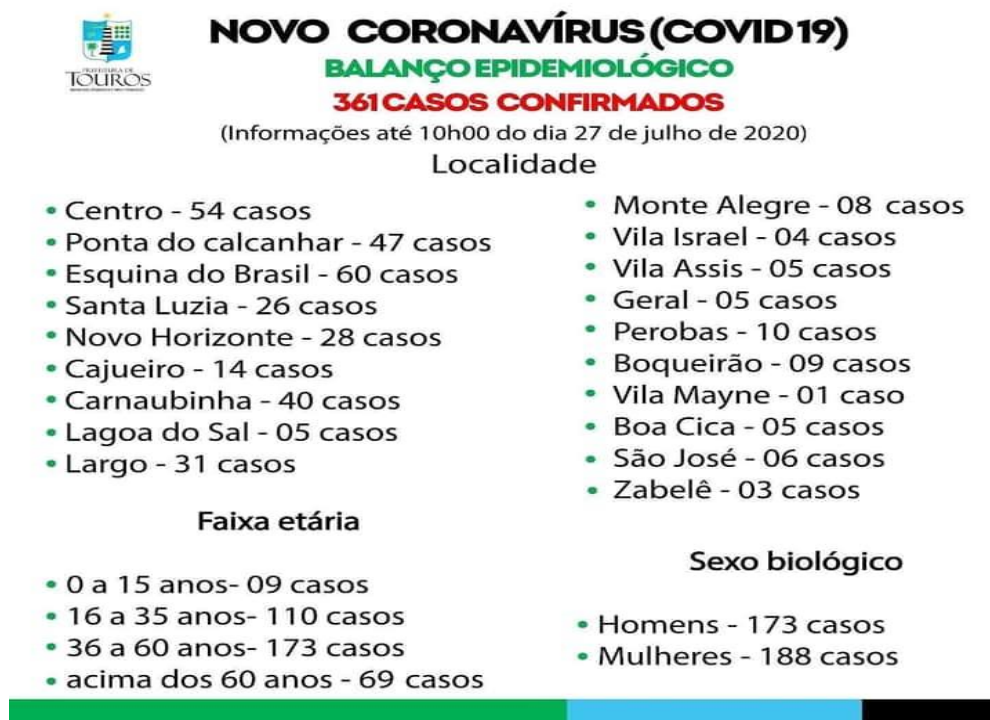 PREFEITURA DE
TOUROS
NOVO CORONAVÍRUS (COVID 19)
BALANÇO EPIDEMIOLÓGICO
361 CASOS CONFIRMADOS
(Informações até 10h00 do dia 27 de julho de 2020)
Localidade
• Centro - 54 casos
• Ponta do calcanhar - 47 casos
• Esquina do Brasil - 60 casos
• Santa Luzia - 26 casos
• Novo Horizonte - 28 casos
• Cajueiro - 14 casos
• Carnaubinha - 40 casos
• Lagoa do Sal - 05 casos
• Largo - 31 casos
• Monte Alegre - 08 casos
• Vila Israel - 04 casos
• Vila Assis - 05 casos
• Geral - 05 casos
• Perobas - 10 casos
• Boqueirão - 09 casos
• Vila Mayne - 01 caso
• Boa Cica - 05 casos
• São José - 06 casos
• Zabelê - 03 casos
Faixa etária
• 0 a 15 anos- 09 casos
• 16 a 35 anos- 110 casos
• 36 a 60 anos- 173 casos
• acima dos 60 anos - 69 casos
Sexo biológico
• Homens - 173 casos
• Mulheres - 188 casos